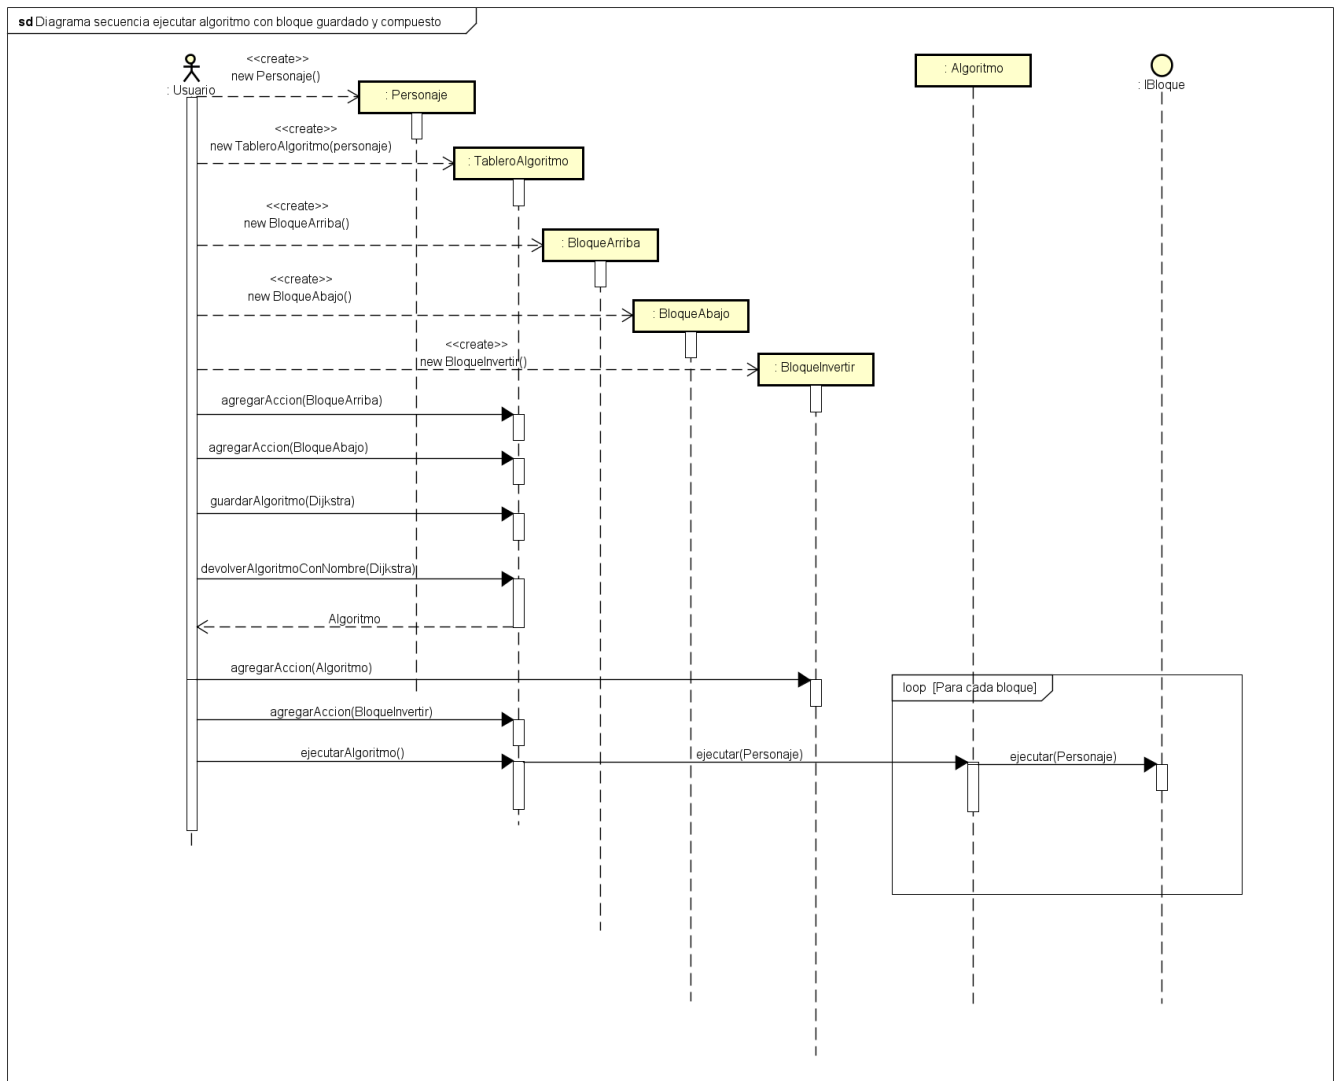 sd Diagrama secuencia ejecutar algoritmo con bloque guardado y compuesto
: Usuario
<<create>>
new Personaje()
: Personaje
: Algoritmo
: IBloque
<<create>>
new TableroAlgoritmo(personaje)
: TableroAlgoritmo
<<create>>
new BloqueArriba()
: BloqueArriba
<<create>>
new BloqueAbajo()
: BloqueAbajo
<<create>>
new BloqueInvertir()
: BloqueInvertir
agregarAccion(BloqueArriba)
agregarAccion(BloqueAbajo)
guardarAlgoritmo(Dijkstra)
devolverAlgoritmoConNombre(Dijkstra)
Algoritmo
agregarAccion(Algoritmo)
loop [Para cada bloque]
agregarAccion(BloqueInvertir)
ejecutarAlgoritmo()
ejecutar(Personaje)
ejecutar(Personaje)